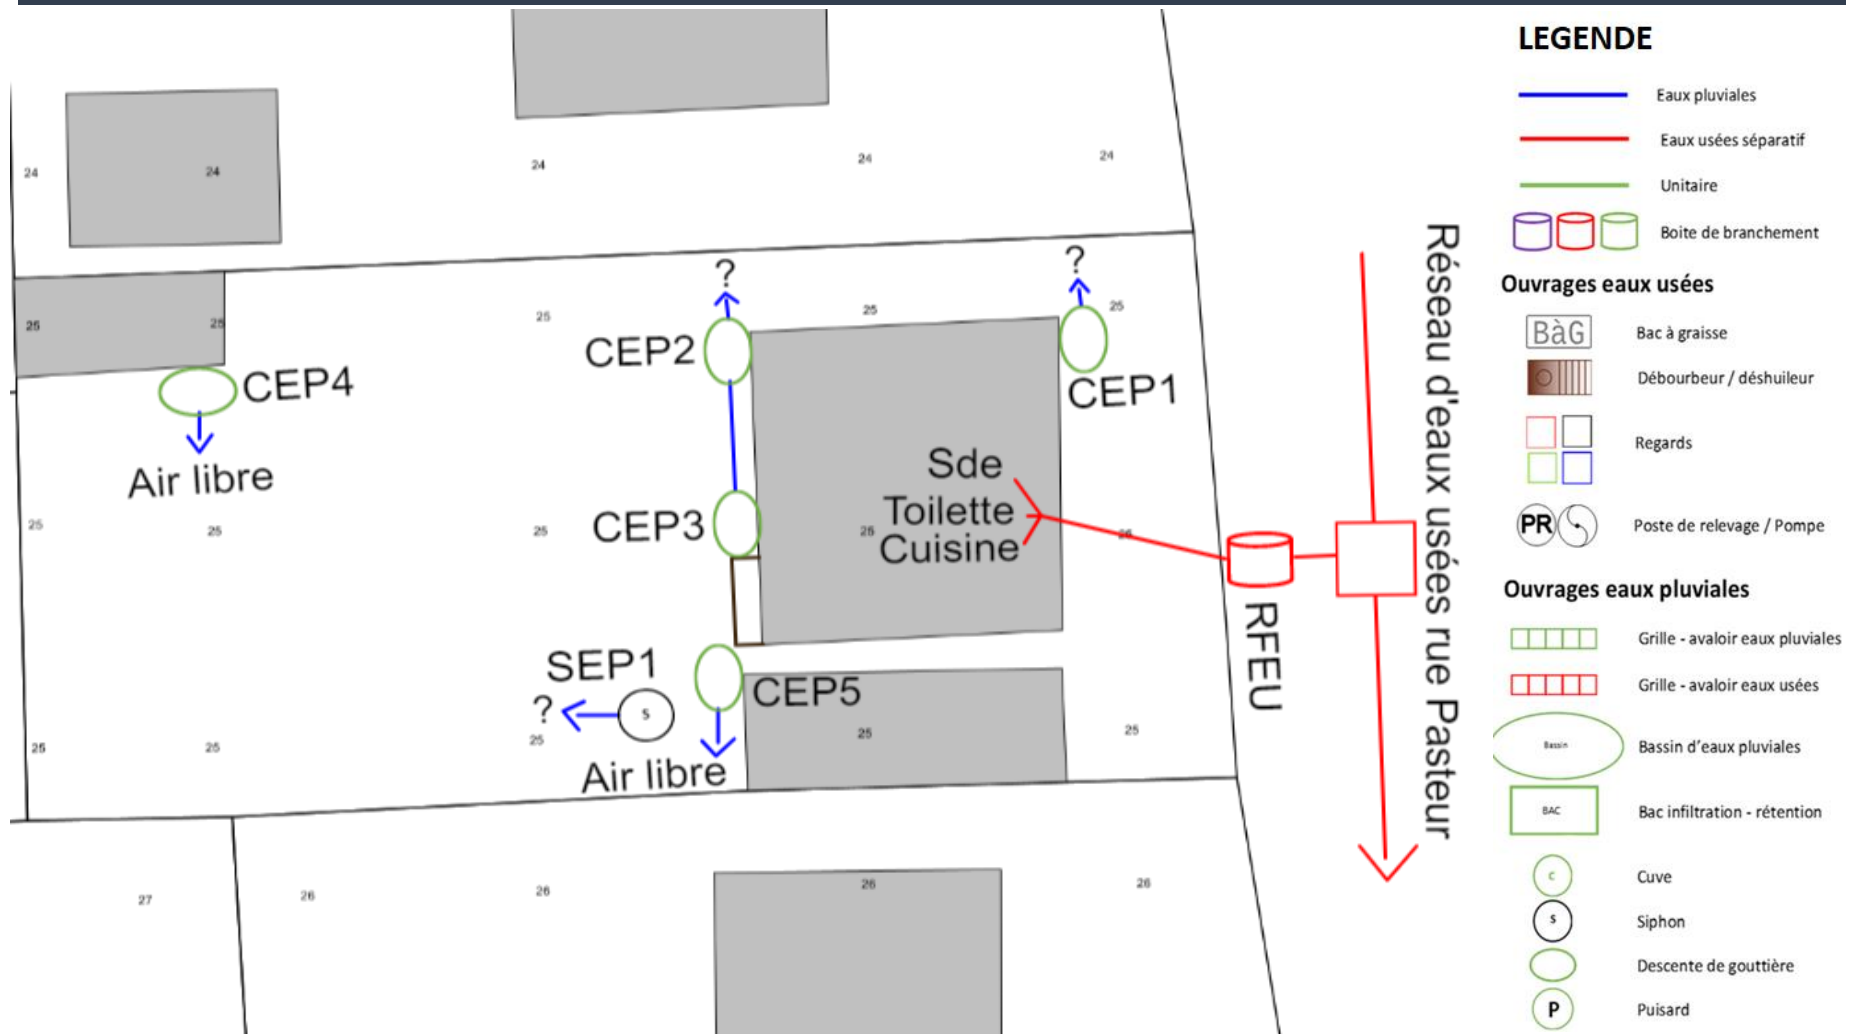 24
24
24
24
24
25
25
25
25
25
?
?
CEP2
CEP1
CEP4
Air libre
Sde
Toilette
Cuisine
CEP3
25
25
25
25
26
SEP1
?
S
CEP5
Air libre
25
25
25
25
25
RFEU
Réseau d'eaux usées rue Pasteur
27
26
26
26
26
LEGENDE
Eaux pluviales
Eaux usées séparatif
Unitaire
Boite de branchement
Ouvrages eaux usées
BàG Bac à graisse
Débourbeur / déshuileur
Regards
PR Poste de relevage / Pompe
Ouvrages eaux pluviales
Grille - avaloir eaux pluviales
Grille - avaloir eaux usées
Bassin Bassin d'eaux pluviales
BAC Bac infiltration - rétention
C Cuve
S Siphon
Descente de gouttière
P Puisard